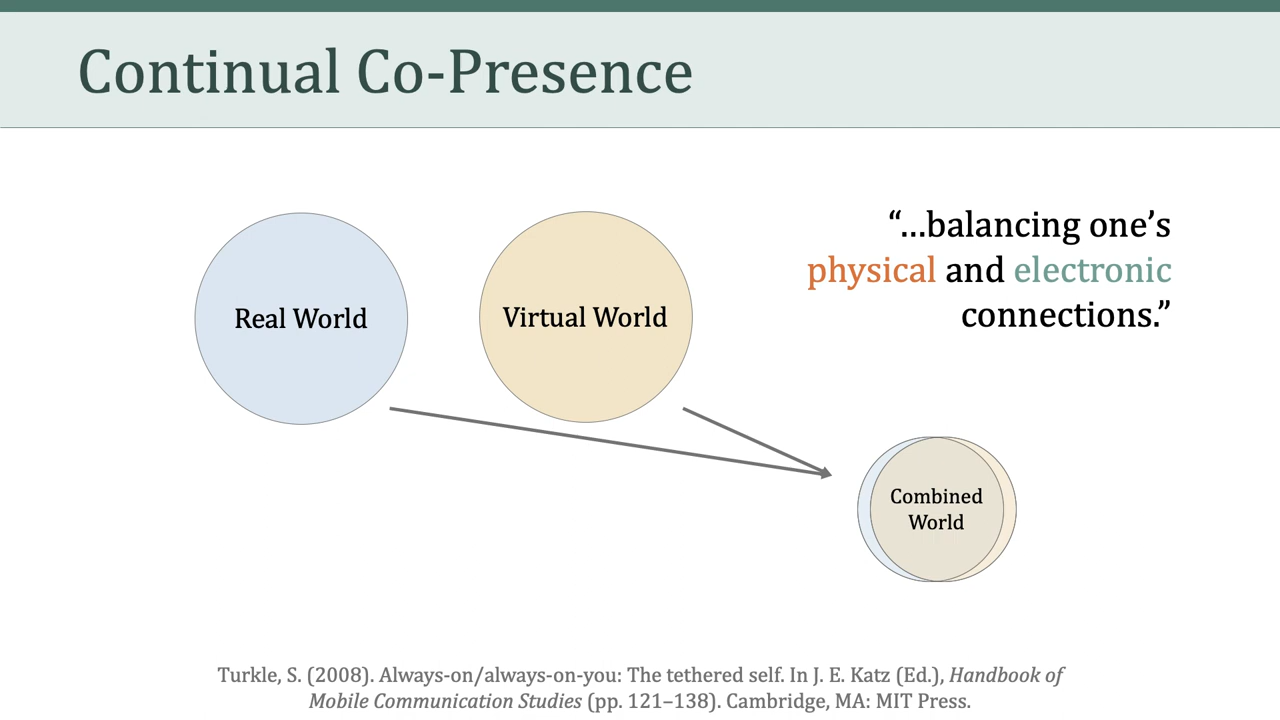 Continual Co-Presence
Real World
Virtual World
“…balancing one’s
physical and electronic
connections.”
Combined
World
Turkle, S. (2008). Always-on/always-on-you: The tethered self. In J. E. Katz (Ed.), Handbook of
Mobile Communication Studies (pp. 121–138). Cambridge, MA: MIT Press.